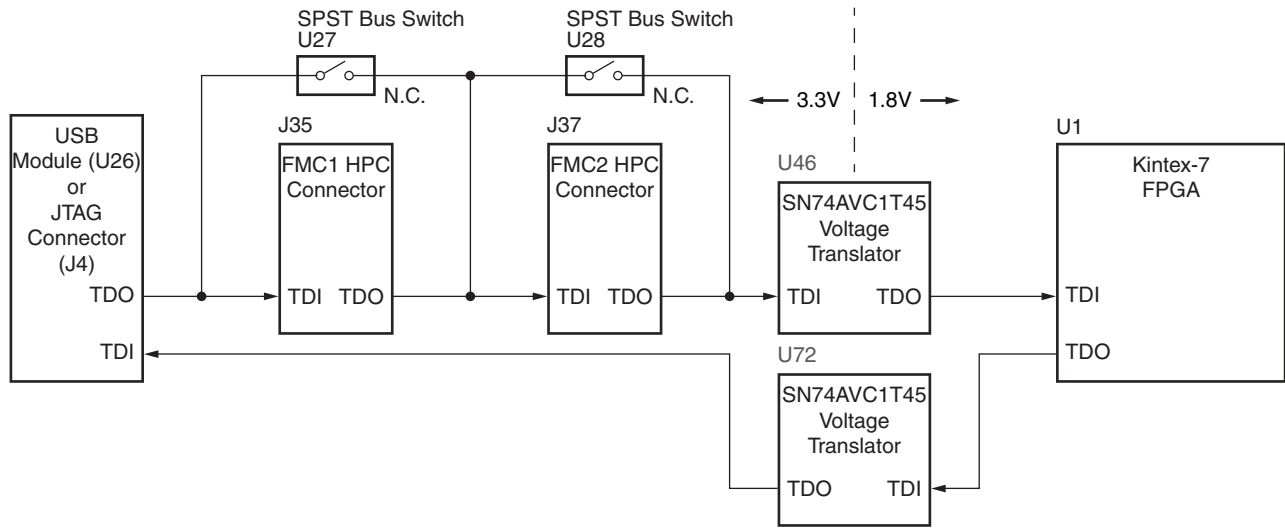 SPST Bus Switch
U27
N.C.
SPST Bus Switch
U28
N.C.
3.3V
1.8V
USB
Module (U26)
or
JTAG
Connector
(J4)
TDO
TDI
J35
FMC1 HPC
Connector
TDI TDO
J37
FMC2 HPC
Connector
TDI TDO
U46
SN74AVC1T45
Voltage
Translator
TDI TDO
U1
Kintex-7
FPGA
TDI
TDO
U72
SN74AVC1T45
Voltage
Translator
TDO TDI